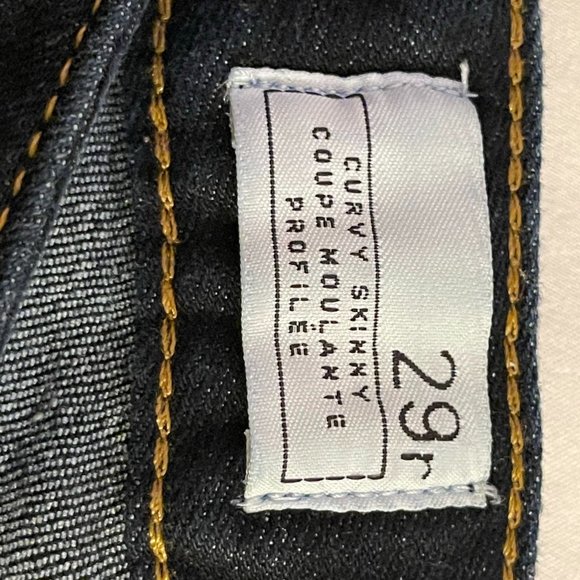 CURVY SKINNY
COUPE MOULANTE
PROFILÉE
29r